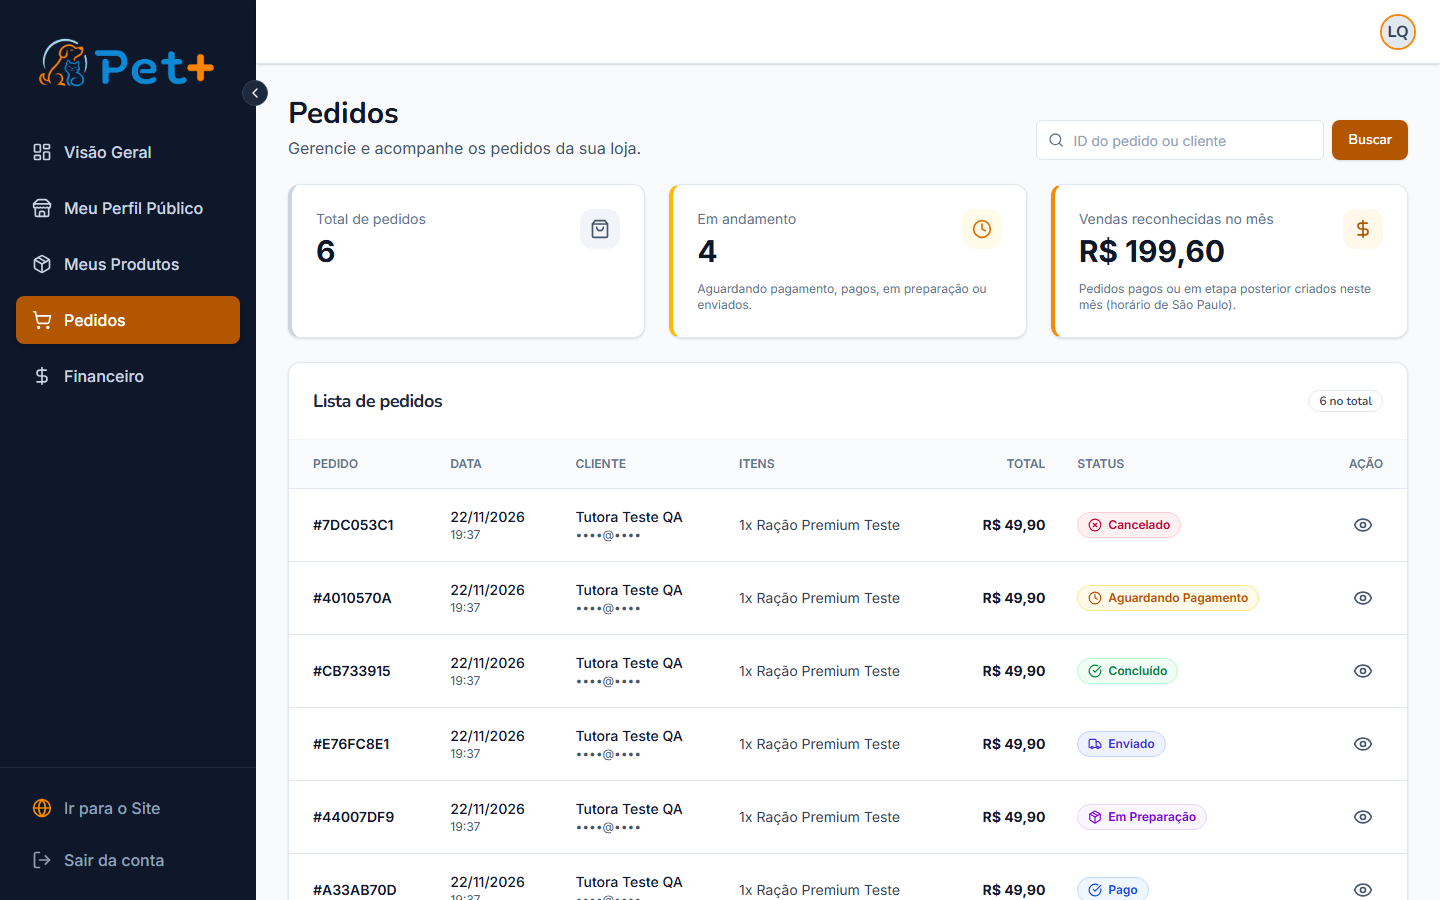 Pet+
Visão Geral
Meu Perfil Público
Meus Produtos
Pedidos
Financeiro
Ir para o Site
Sair da conta
LQ
Pedidos
Gerencie e acompanhe os pedidos da sua loja.
ID do pedido ou cliente
Buscar
Total de pedidos
6
Em andamento
4
Aguardando pagamento, pagos, em preparação ou
enviados.
Vendas reconhecidas no mês
R$ 199,60
Pedidos pagos ou em etapa posterior criados neste
mês (horário de São Paulo).
Lista de pedidos
6 no total
PEDIDO DATA CLIENTE ITENS TOTAL STATUS AÇÃO
#7DC053C1 22/11/2026 Tutora Teste QA 1x Ração Premium Teste R$ 49,90 Cancelado
19:37 ••••@••••
#4010570A 22/11/2026 Tutora Teste QA 1x Ração Premium Teste R$ 49,90 Aguardando Pagamento
19:37 ••••@••••
#CB733915 22/11/2026 Tutora Teste QA 1x Ração Premium Teste R$ 49,90 Concluído
19:37 ••••@••••
#E76FC8E1 22/11/2026 Tutora Teste QA 1x Ração Premium Teste R$ 49,90 Enviado
19:37 ••••@••••
#44007DF9 22/11/2026 Tutora Teste QA 1x Ração Premium Teste R$ 49,90 Em Preparação
19:37 ••••@••••
#A33AB70D 22/11/2026 Tutora Teste QA 1x Ração Premium Teste R$ 49,90 Pago
19:37 ••••@••••